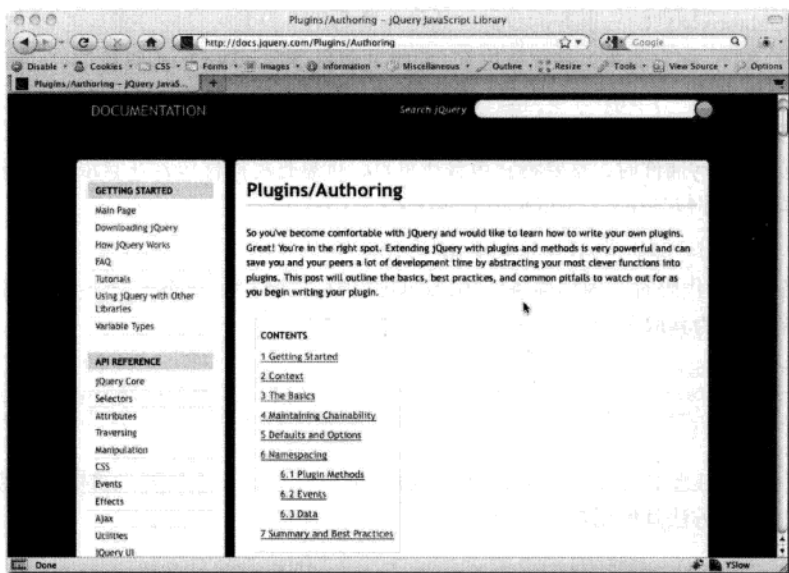 Plugins/Authoring – jQuery JavaScript Library
http://docs.jquery.com/Plugins/Authoring
Google
Disable Cookies CSS Forms Images Information Miscellaneous Outline Resize Tools View Source Options
Plugins/Authoring – jQuery JavaS...
DOCUMENTATION
Search jQuery
GETTING STARTED
Main Page
Downloading jQuery
How jQuery Works
FAQ
Tutorials
Using jQuery with Other
Libraries
Variable Types
API REFERENCE
jQuery Core
Selectors
Attributes
Traversing
Manipulation
CSS
Events
Effects
Ajax
Utilities
jQuery UI
Plugins/Authoring
So you've become comfortable with jQuery and would like to learn how to write your own plugins.
Great! You're in the right spot. Extending jQuery with plugins and methods is very powerful and can
save you and your peers a lot of development time by abstracting your most clever functions into
plugins. This post will outline the basics, best practices, and common pitfalls to watch out for as
you begin writing your plugin.
CONTENTS
1 Getting Started
2 Context
3 The Basics
4 Maintaining Chainability
5 Defaults and Options
6 Namespacing
6.1 Plugin Methods
6.2 Events
6.3 Data
7 Summary and Best Practices
Done
YSlow